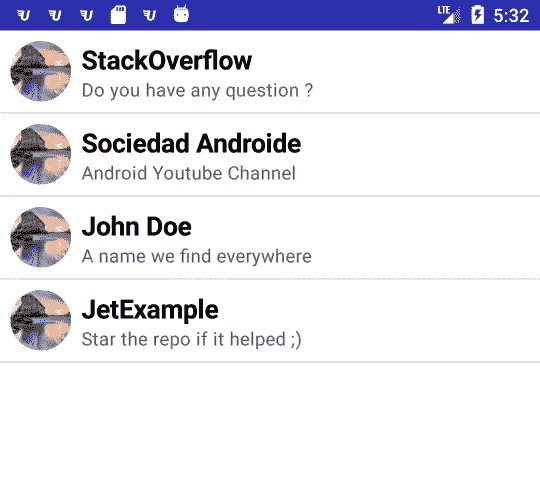 LTE 5:32
StackOverflow
Do you have any question ?
Sociedad Androide
Android Youtube Channel
John Doe
A name we find everywhere
JetExample
Star the repo if it helped ;)